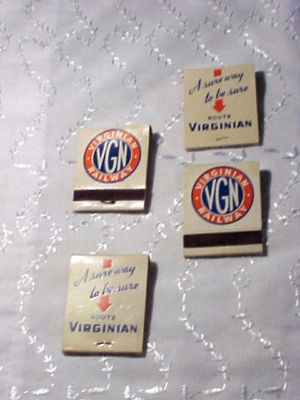 A sure way
to be sure
ROUTE
VIRGINIAN
VIRGINIAN
VGN
RAILWAY
VIRGINIAN
VGN
RAILWAY
A sure way
to be sure
ROUTE
VIRGINIAN